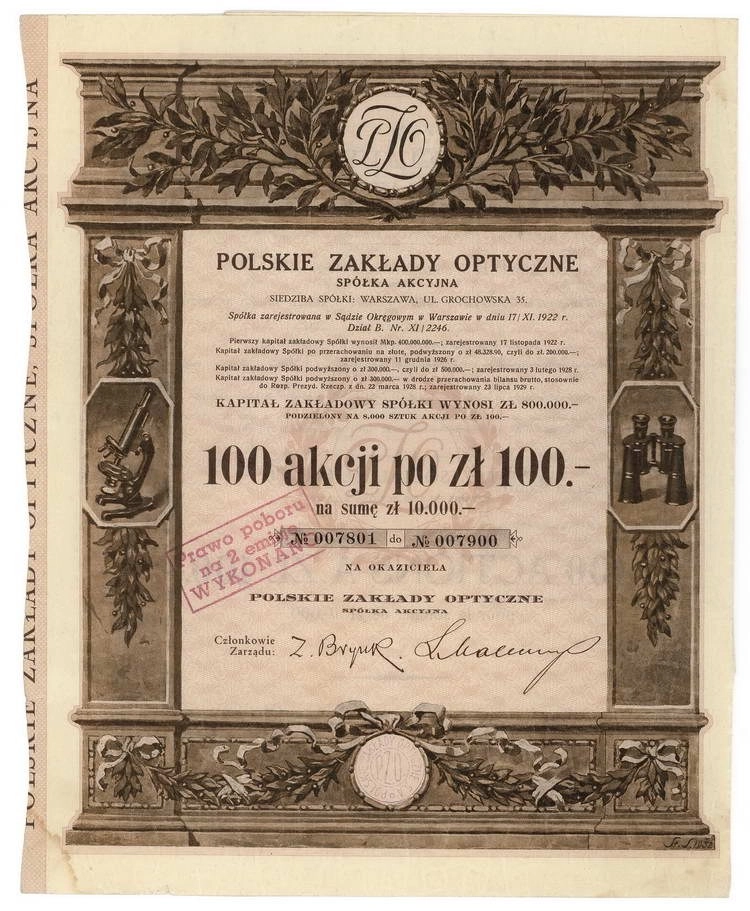 PZO
POLSKIE ZAKŁADY OPTYCZNE
SPÓŁKA AKCYJNA
SIEDZIBA SPÓŁKI: WARSZAWA, UL. GROCHOWSKA 35.
Spółka zarejestrowana w Sądzie Okręgowym w Warszawie w dniu 17/XI. 1922 r.
Dział B. Nr. XI/2246.
Pierwszy kapitał zakładowy Spółki wynosił Mkp. 400.000.000.—; zarejestrowany 17 listopada 1922 r.
Kapitał zakładowy Spółki po przerachowaniu na złote, podwyższony o zł 48.328.90, czyli do zł. 200.000.—;
zarejestrowany 11 grudnia 1926 r.
Kapitał zakładowy Spółki podwyższony o zł 300.000.—, czyli do zł 500.000.—; zarejestrowany 3 lutego 1928 r.
Kapitał zakładowy Spółki podwyższony o zł 300.000.— w drodze przerachowania bilansu brutto, stosownie
do Rozp. Prezyd. Rzeczp. z dn. 22 marca 1928 r.; zarejestrowany 23 lipca 1929 r.
KAPITAŁ ZAKŁADOWY SPÓŁKI WYNOSI ZŁ 800.000.—
PODZIELONY NA 8.000 SZTUK AKCJI PO ZŁ 100.—
100 akcji po zł 100.-
na sumę zł 10.000.—
№ 007801 do № 007900
Prawo poboru
na 2 emisję
WYKONANE
NA OKAZICIELA
POLSKIE ZAKŁADY OPTYCZNE
SPÓŁKA AKCYJNA
Członkowie
Zarządu:
POLSKIE ZAKŁADY OPTYCZNE, SPÓŁKA AKCYJNA
PZO